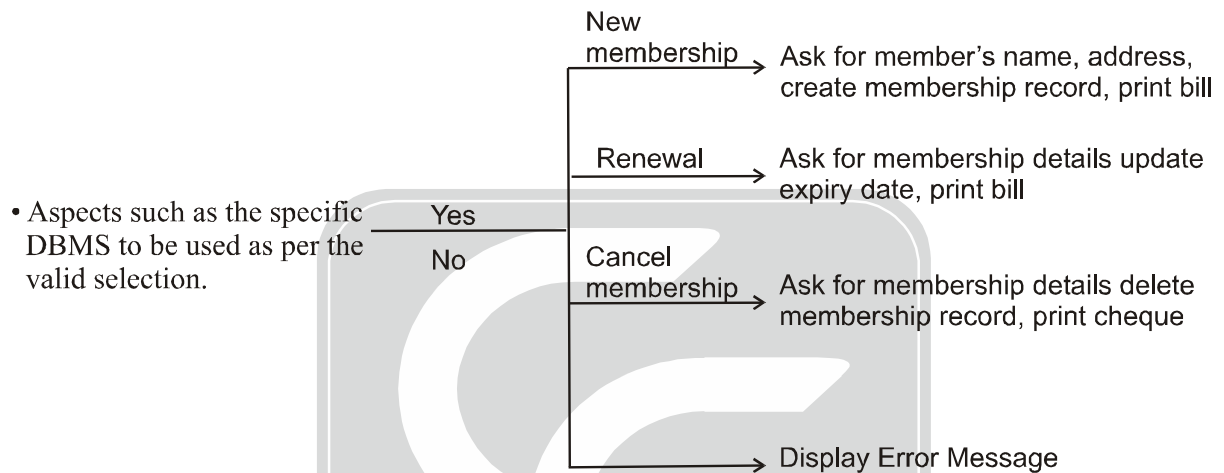 New
membership
Ask for member's name, address,
create membership record, print bill
Renewal
Ask for membership details update
expiry date, print bill
• Aspects such as the specific
DBMS to be used as per the
valid selection.
Yes
No
Cancel
membership
Ask for membership details delete
membership record, print cheque
Display Error Message